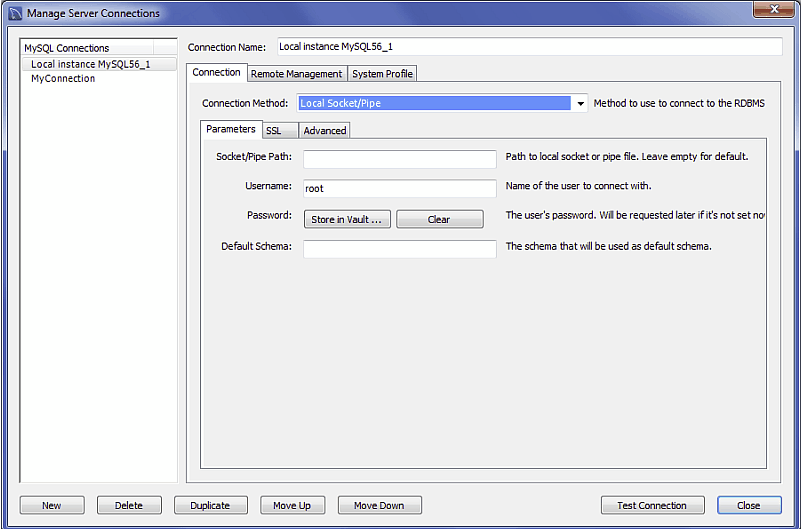 Manage Server Connections
MySQL Connections
Local instance MySQL56_1
MyConnection
Connection Name: Local instance MySQL56_1
Connection Remote Management System Profile
Connection Method: Local Socket/Pipe Method to use to connect to the RDBMS
Parameters SSL Advanced
Socket/Pipe Path: Path to local socket or pipe file. Leave empty for default.
Username: root Name of the user to connect with.
Password: Store in Vault ... Clear The user's password. Will be requested later if it's not set now
Default Schema: The schema that will be used as default schema.
New Delete Duplicate Move Up Move Down Test Connection Close